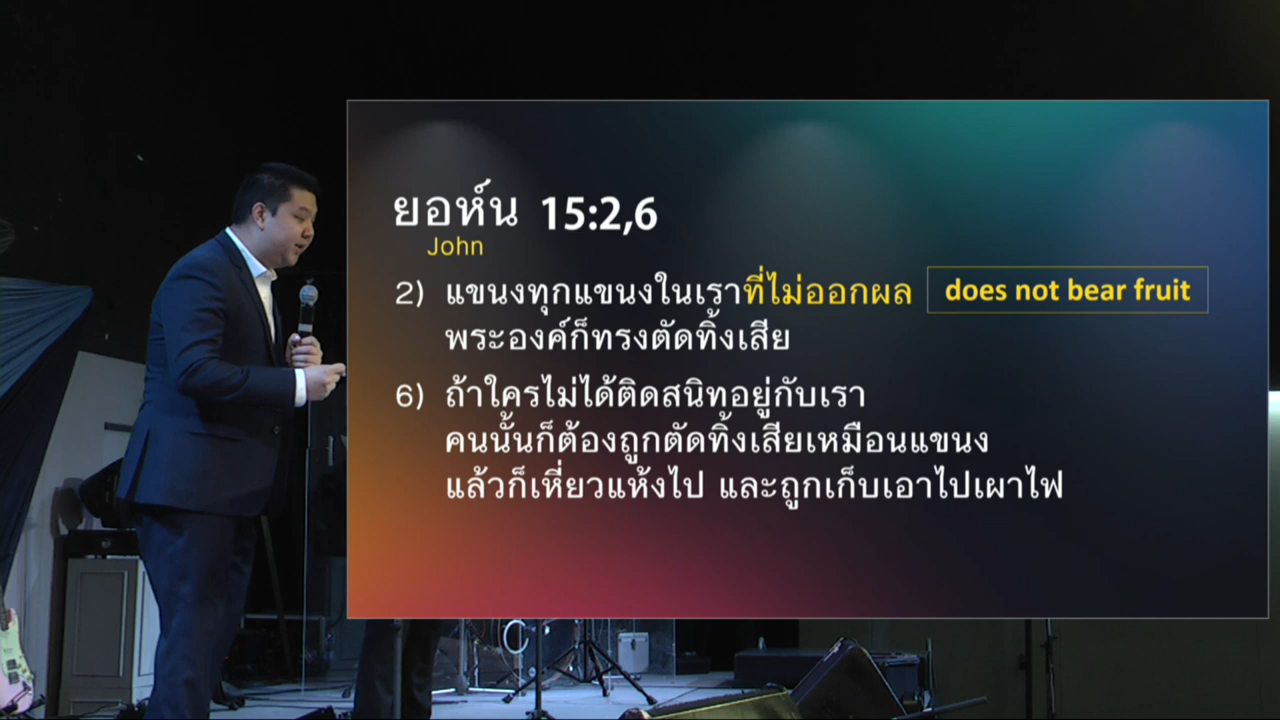 ยอห์น 15:2,6
John
2) แขนงทุกแขนงในเราที่ไม่ออกผล does not bear fruit
พระองค์ก็ทรงตัดทิ้งเสีย
6) ถ้าใครไม่ได้ติดสนิทอยู่กับเรา
คนนั้นก็ต้องถูกตัดทิ้งเสียเหมือนแขนง
แล้วก็เหี่ยวแห้งไป และถูกเก็บเอาไปเผาไฟ